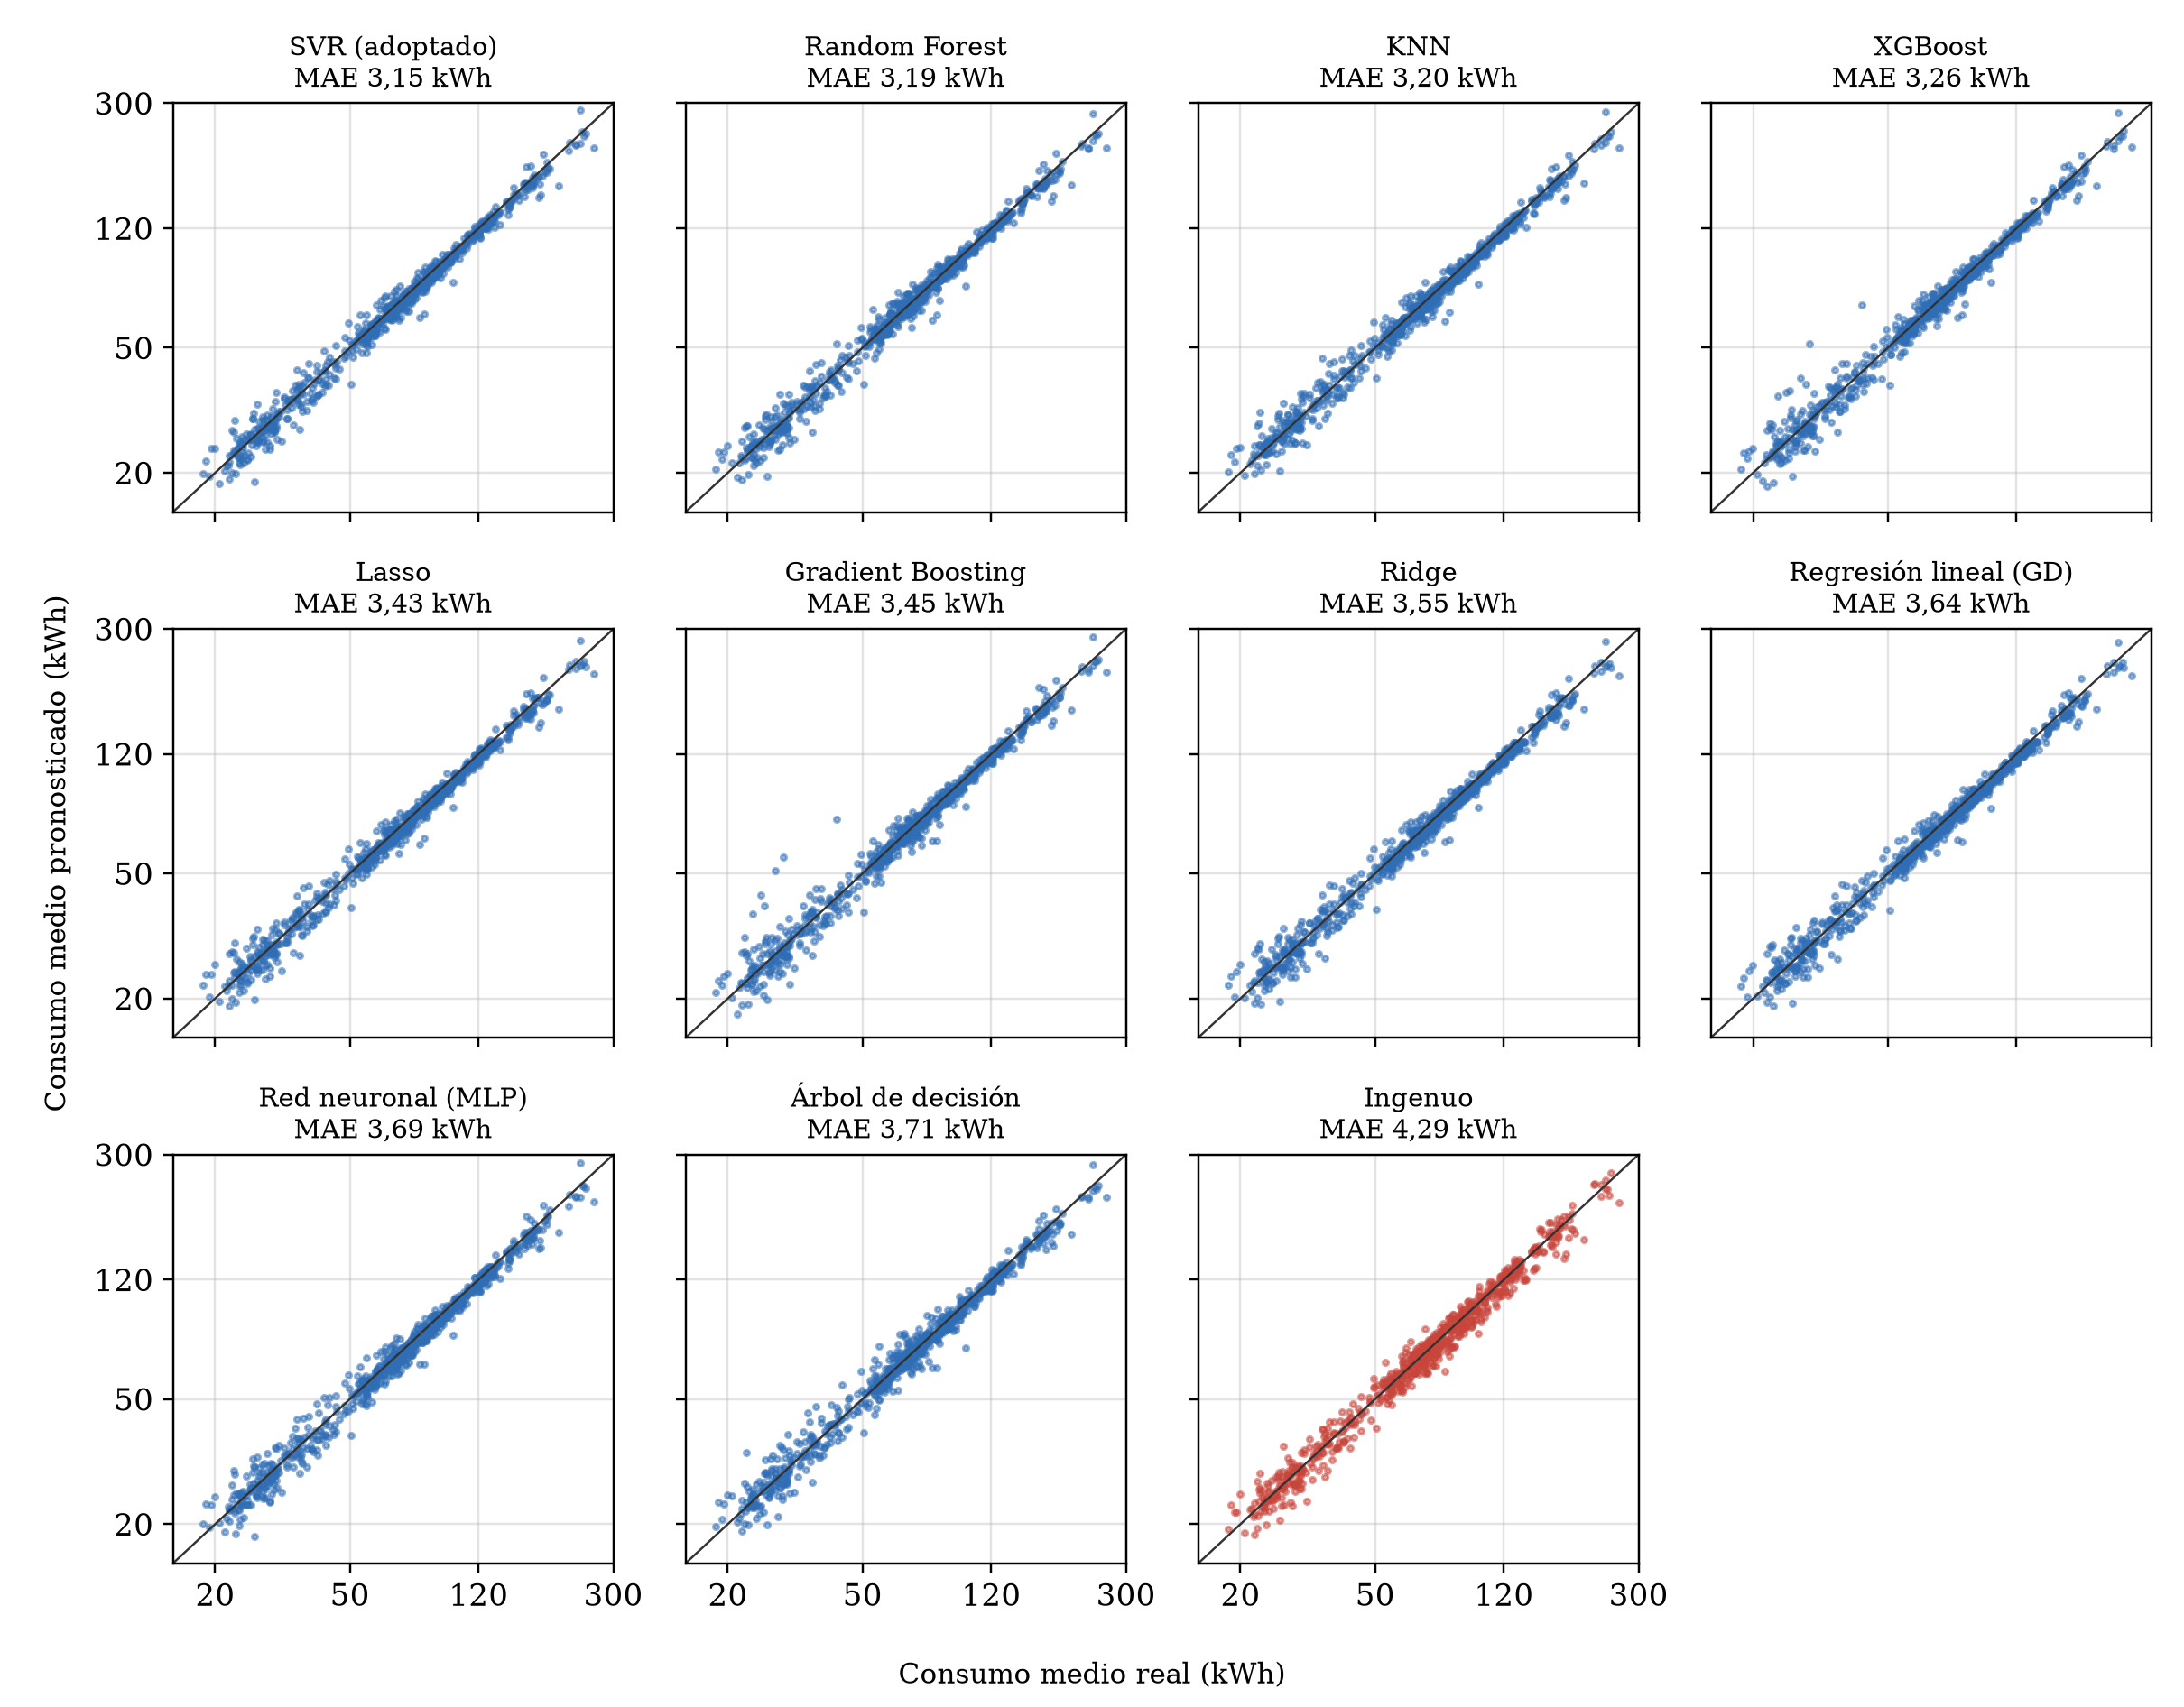 SVR (adoptado)
MAE 3,15 kWh
Random Forest
MAE 3,19 kWh
KNN
MAE 3,20 kWh
XGBoost
MAE 3,26 kWh
300
120
50
20
Lasso
MAE 3,43 kWh
Gradient Boosting
MAE 3,45 kWh
Ridge
MAE 3,55 kWh
Regresión lineal (GD)
MAE 3,64 kWh
Consumo medio pronosticado (kWh)
300
120
50
20
Red neuronal (MLP)
MAE 3,69 kWh
Árbol de decisión
MAE 3,71 kWh
Ingenuo
MAE 4,29 kWh
300
120
50
20
20 50 120 300
20 50 120 300
20 50 120 300
Consumo medio real (kWh)